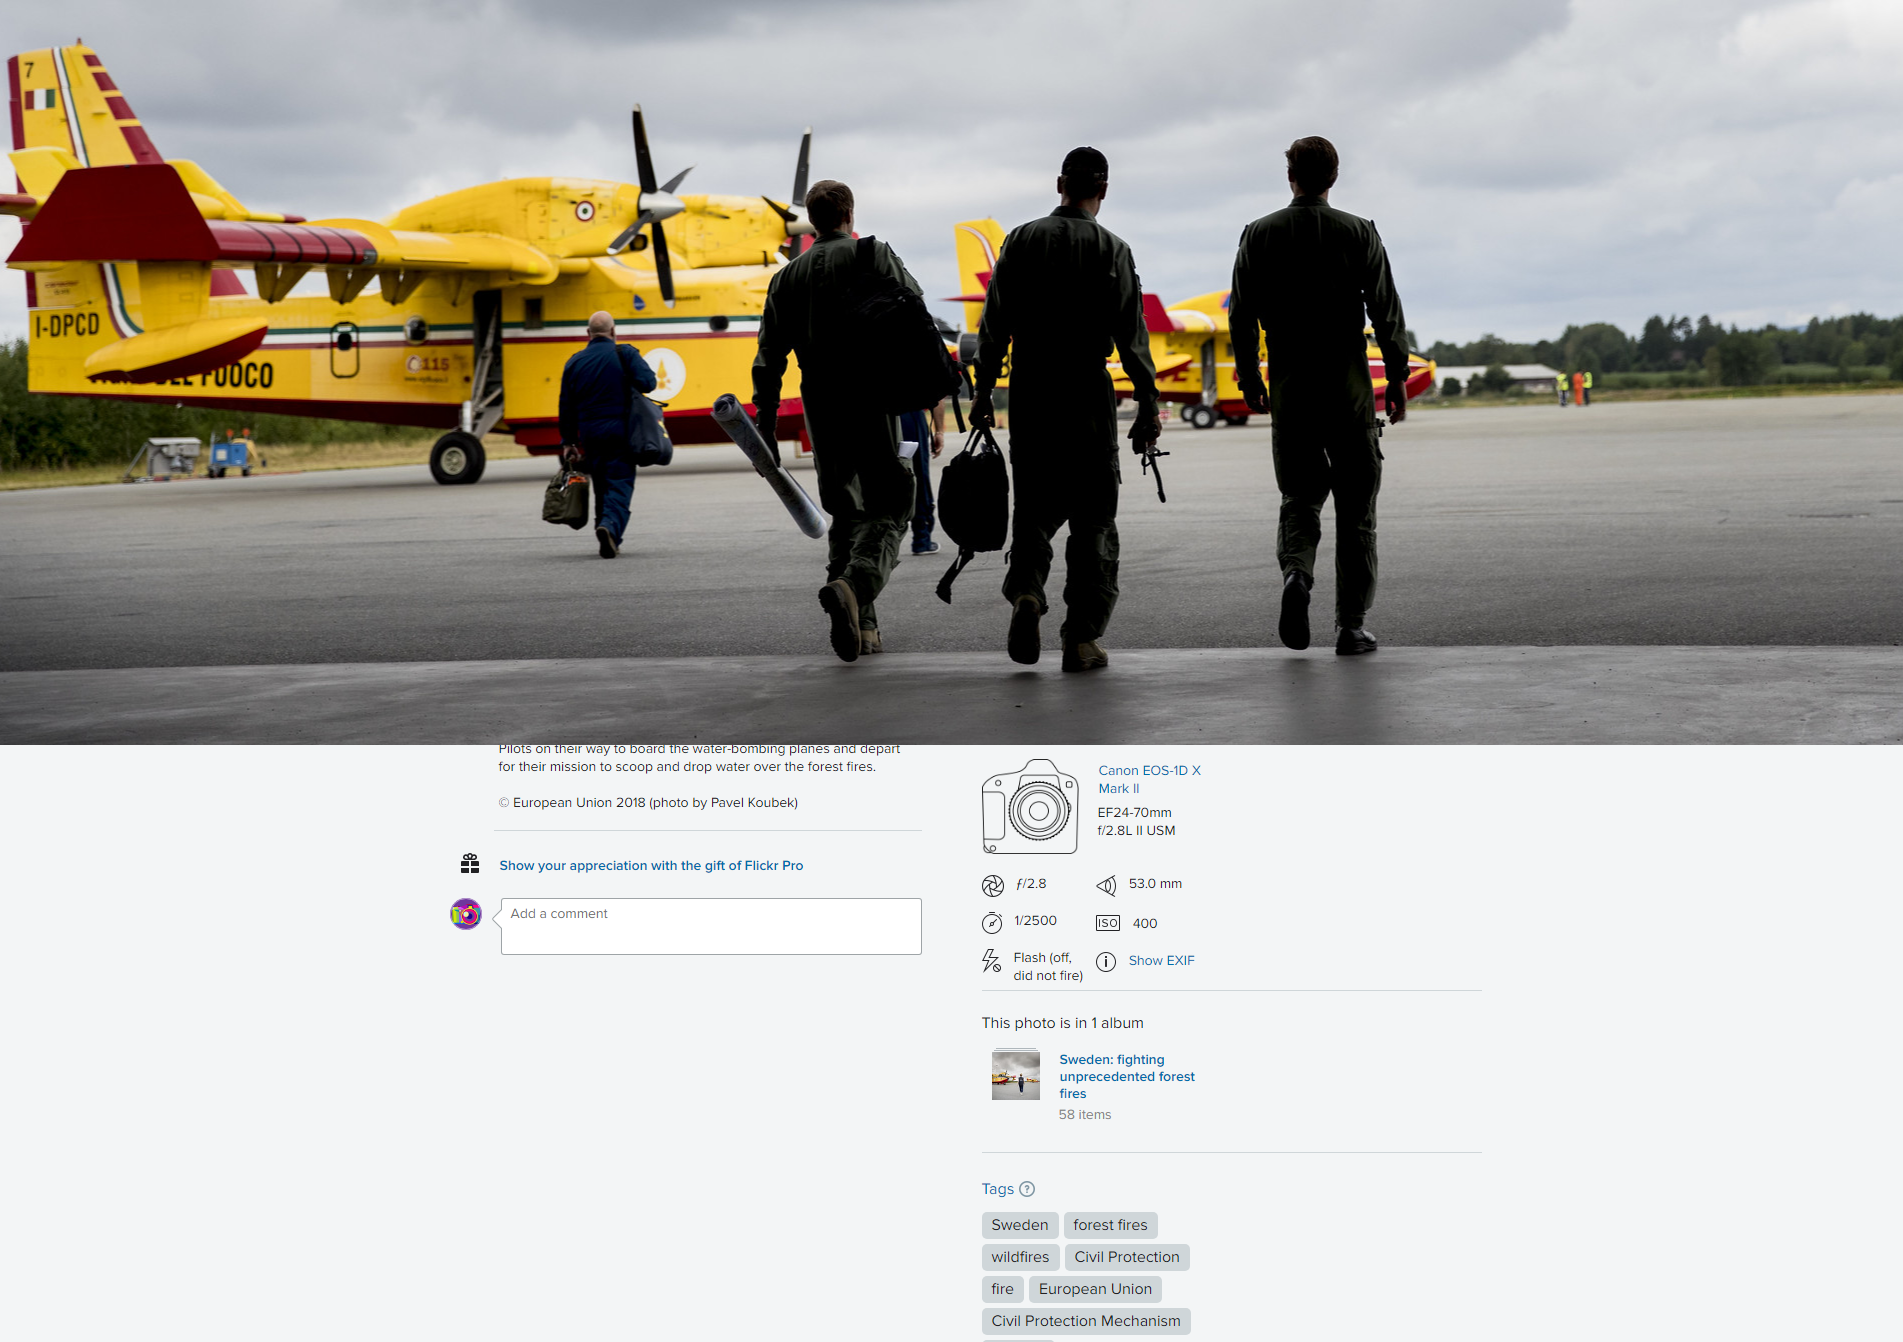 7
I-DPCD
DEL FUOCO
115
Pilots on their way to board the water-bombing planes and depart
for their mission to scoop and drop water over the forest fires.
© European Union 2018 (photo by Pavel Koubek)
Show your appreciation with the gift of Flickr Pro
Add a comment
Canon EOS-1D X
Mark II
EF24-70mm
f/2.8L II USM
ƒ/2.8
53.0 mm
1/2500
ISO 400
Flash (off,
did not fire)
Show EXIF
This photo is in 1 album
Sweden: fighting
unprecedented forest
fires
58 items
Tags ?
Sweden forest fires
wildfires Civil Protection
fire European Union
Civil Protection Mechanism